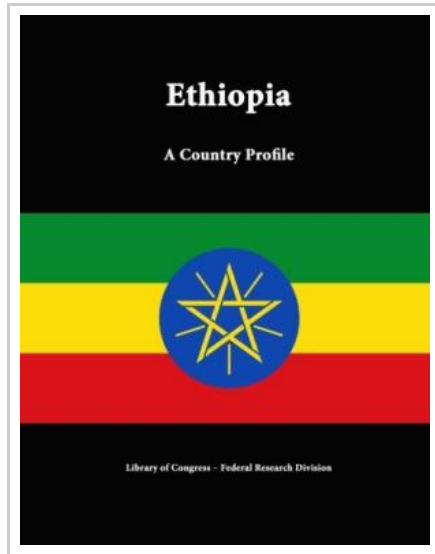 Ethiopia
A Country Profile
Library of Congress – Federal Research Division